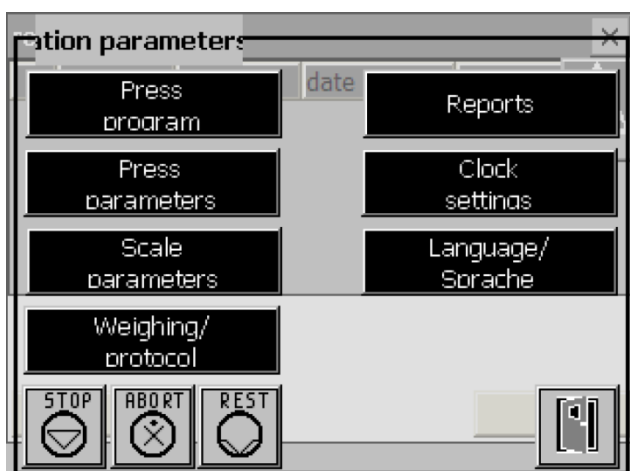 ation parameters
date
Press
program
Reports
Press
parameters
Clock
settings
Scale
parameters
Language/
Sprache
Weighing/
protocol
STOP
ABORT
REST